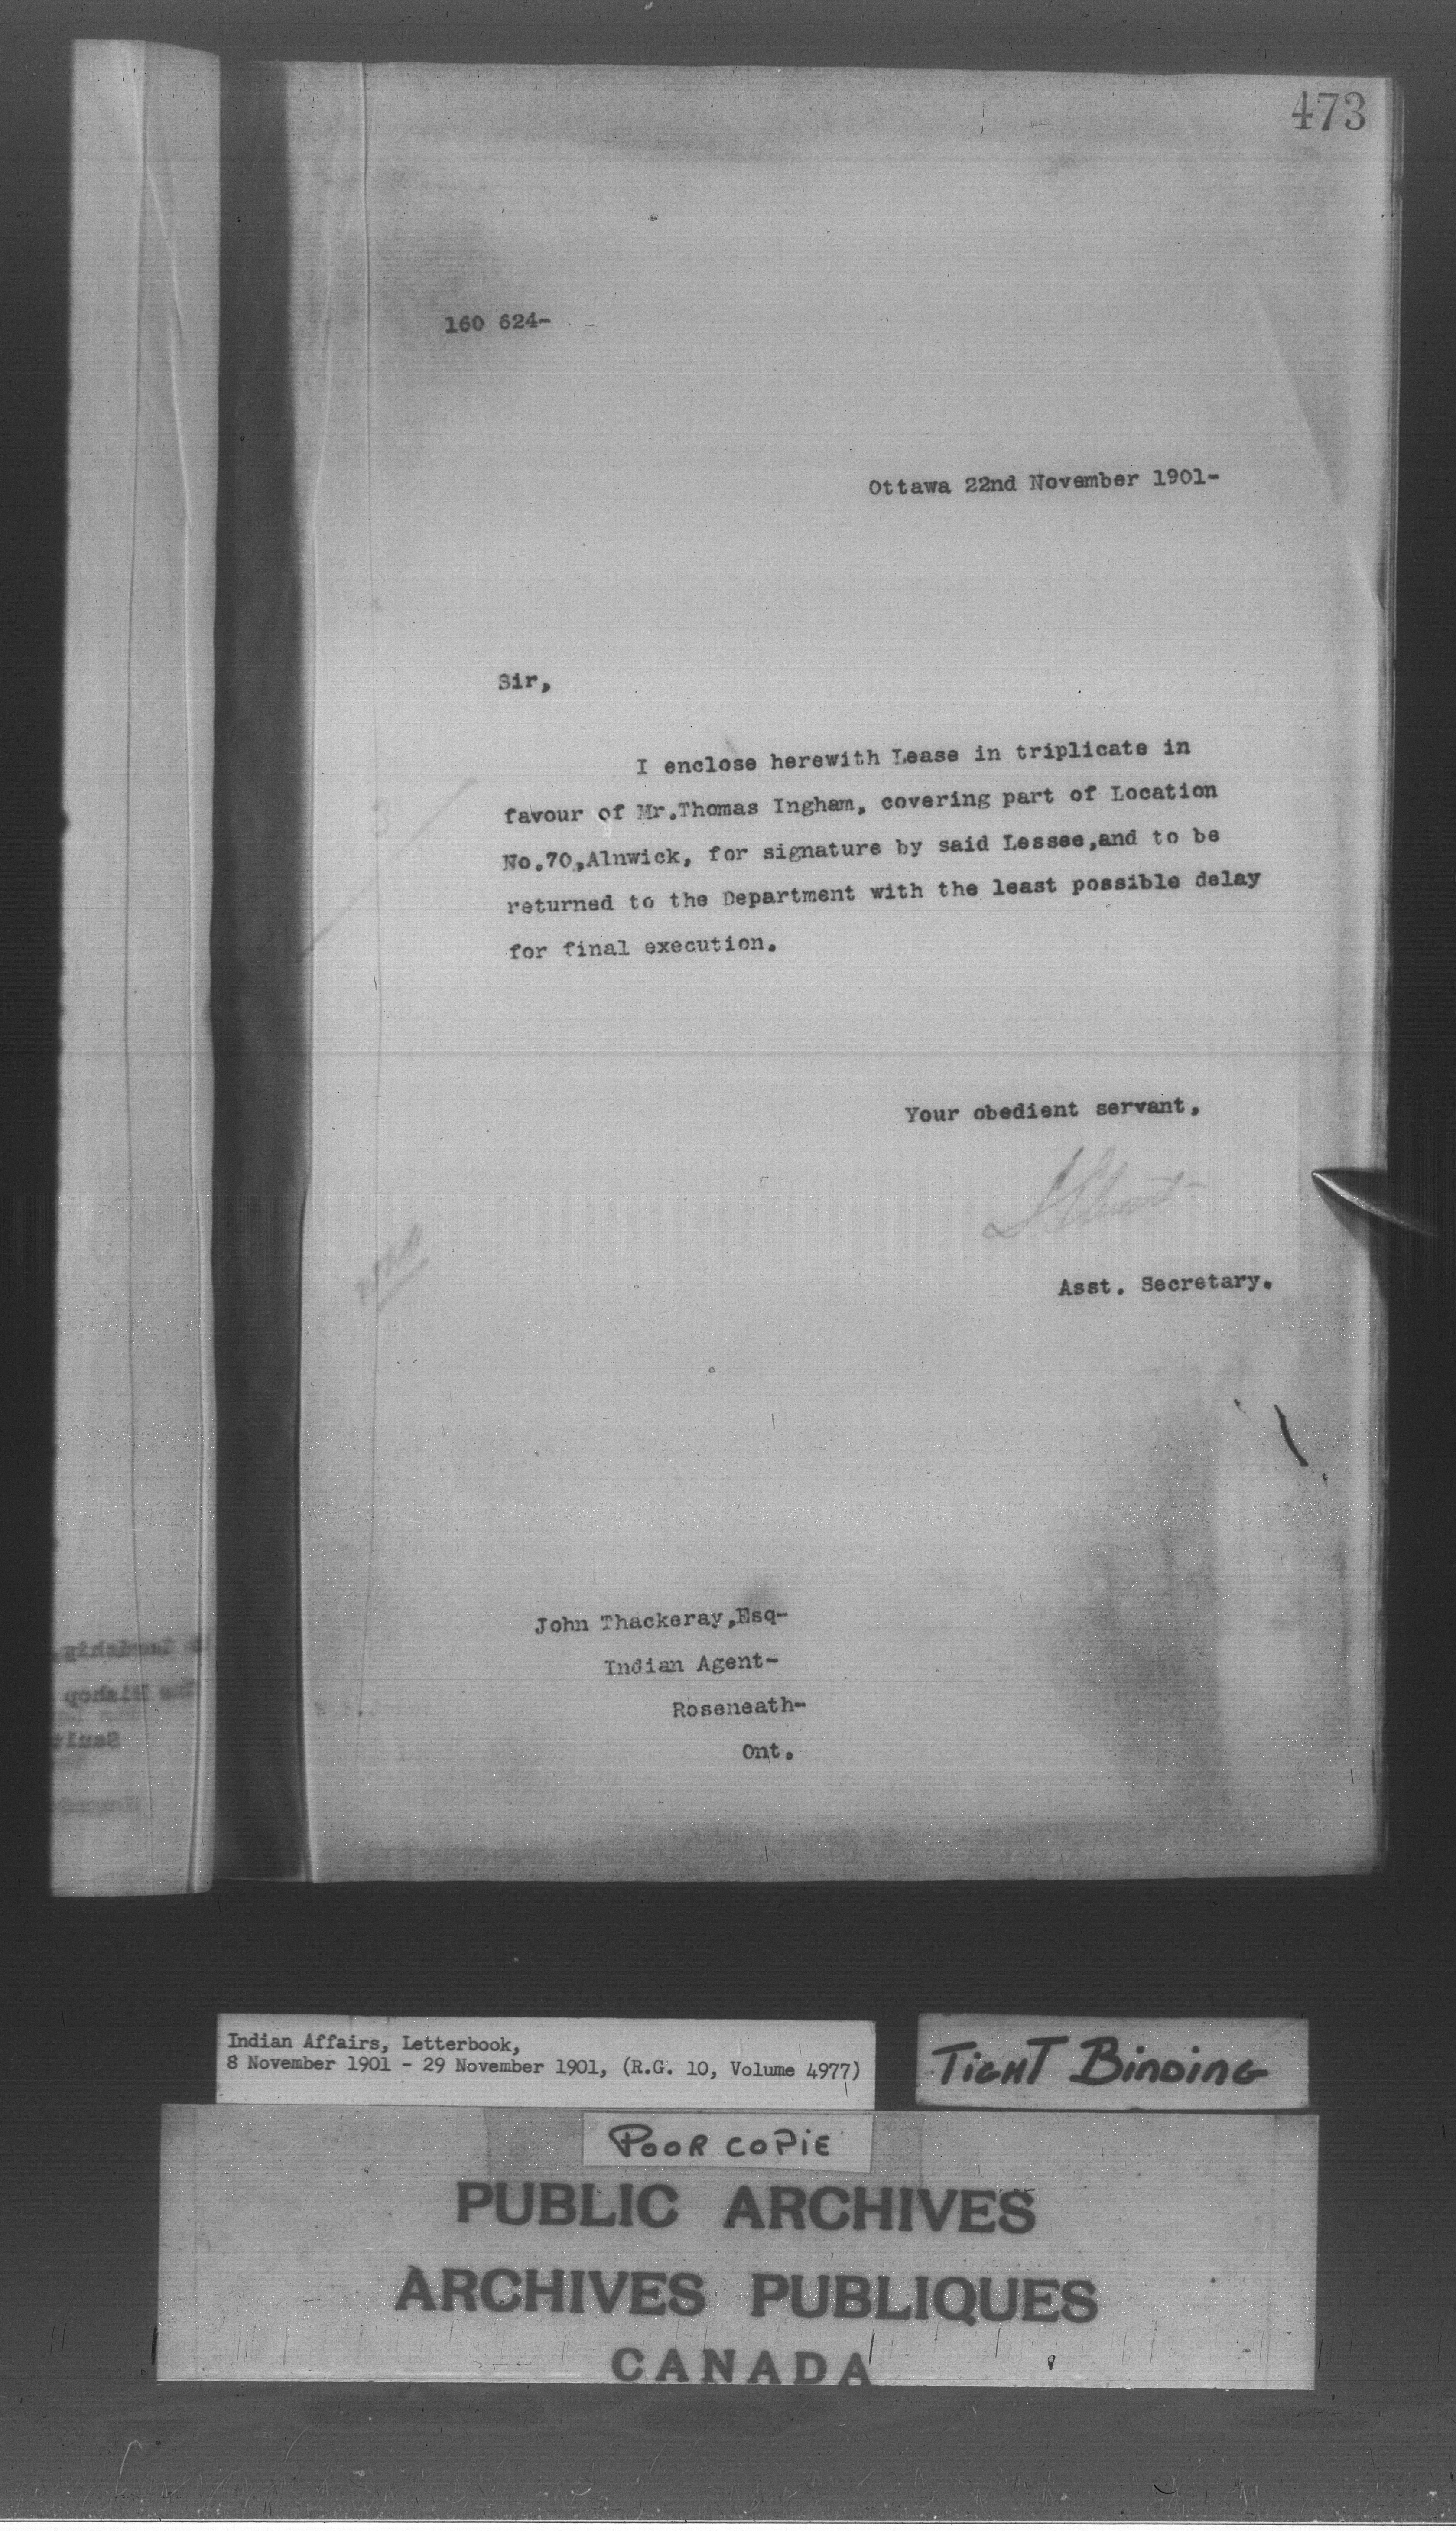 473
160 624-
Ottawa 22nd November 1901-
Sir,
I enclose herewith Lease in triplicate in
favour of Mr.Thomas Ingham, covering part of Location
No.70,Alnwick, for signature by said Lessee,and to be
returned to the Department with the least possible delay
for final execution.
Your obedient servant,
S Stewart
Asst. Secretary.
John Thackeray,Esq-
Indian Agent-
Roseneath-
Ont.
Indian Affairs, Letterbook,
8 November 1901 - 29 November 1901, (R.G. 10, Volume 4977)
TIGHT BINDING
POOR COPIE
PUBLIC ARCHIVES
ARCHIVES PUBLIQUES
CANADA